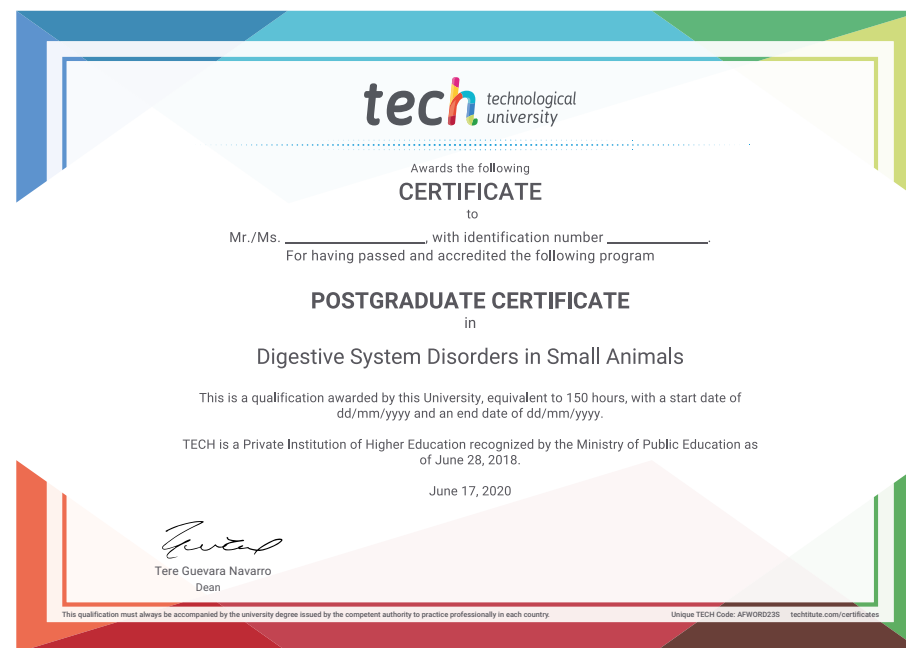 tech technological university
Awards the following
CERTIFICATE
to
Mr./Ms. ____________________, with identification number ______________.
For having passed and accredited the following program
POSTGRADUATE CERTIFICATE
in
Digestive System Disorders in Small Animals
This is a qualification awarded by this University, equivalent to 150 hours, with a start date of
dd/mm/yyyy and an end date of dd/mm/yyyy.
TECH is a Private Institution of Higher Education recognized by the Ministry of Public Education as
of June 28, 2018.
June 17, 2020
Tere Guevara Navarro
Dean
This qualification must always be accompanied by the university degree issued by the competent authority to practice professionally in each country.
Unique TECH Code: AFWORD23S techtitute.com/certificates